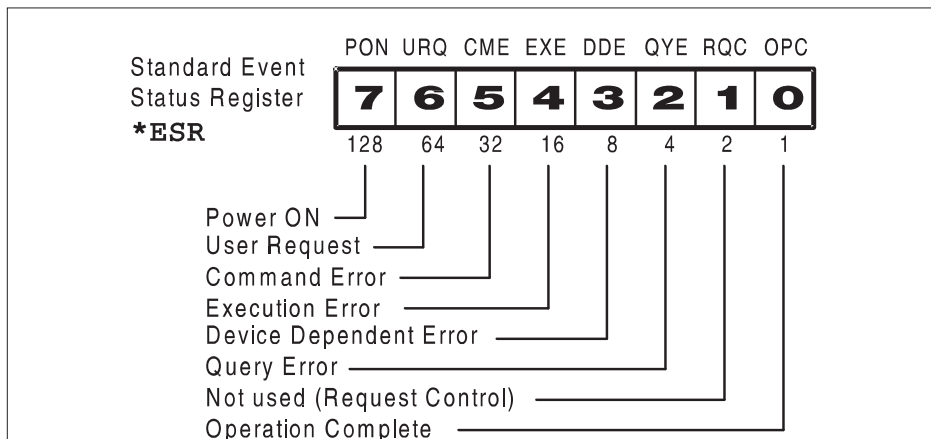 PON URQ CME EXE DDE QYE RQC OPC
Standard Event
Status Register
*ESR
7 6 5 4 3 2 1 0
128 64 32 16 8 4 2 1
Power ON
User Request
Command Error
Execution Error
Device Dependent Error
Query Error
Not used (Request Control)
Operation Complete